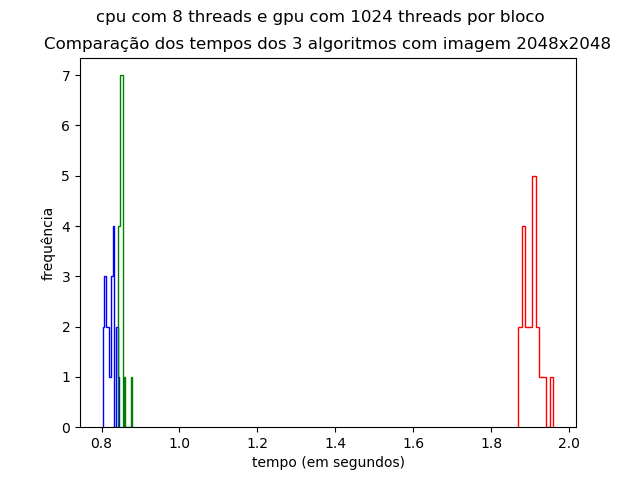 cpu com 8 threads e gpu com 1024 threads por bloco
Comparação dos tempos dos 3 algoritmos com imagem 2048x2048
7
6
5
4
3
2
1
0
frequência
0.8 1.0 1.2 1.4 1.6 1.8 2.0
tempo (em segundos)